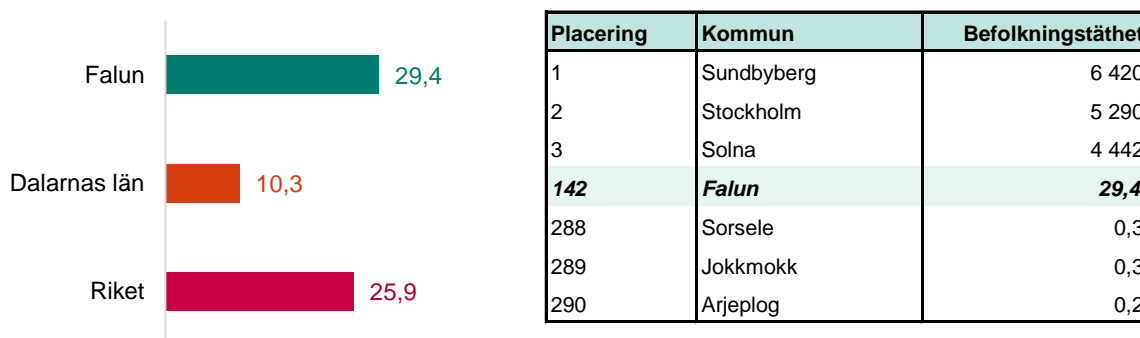 Falun 29,4
Dalarnas län 10,3
Riket 25,9
Placering Kommun Befolkningstäthet
1 Sundbyberg 6 420
2 Stockholm 5 290
3 Solna 4 442
142 Falun 29,4
288 Sorsele 0,3
289 Jokkmokk 0,3
290 Arjeplog 0,2